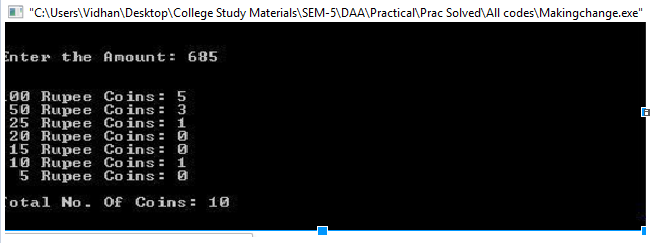 "C:\Users\Vidhan\Desktop\College Study Materials\SEM-5\DAA\Practical\Prac Solved\All codes\Makingchange.exe"
Enter the Amount: 685
100 Rupee Coins: 5
50 Rupee Coins: 3
25 Rupee Coins: 1
20 Rupee Coins: 0
15 Rupee Coins: 0
10 Rupee Coins: 1
5 Rupee Coins: 0
Total No. Of Coins: 10